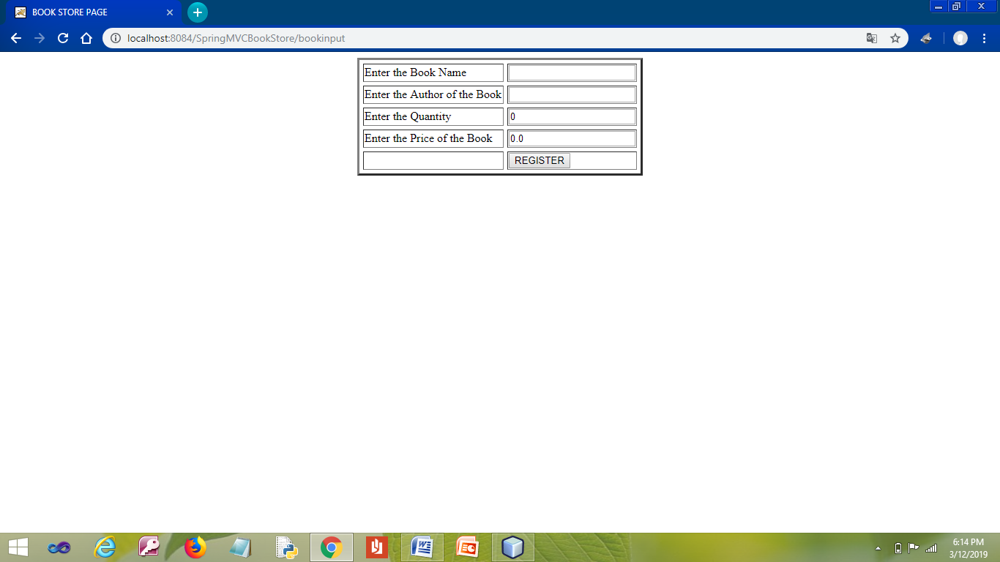 BOOK STORE PAGE
localhost:8084/SpringMVCBookStore/bookinput
Enter the Book Name
Enter the Author of the Book
Enter the Quantity 0
Enter the Price of the Book 0.0
REGISTER
6:14 PM
3/12/2019